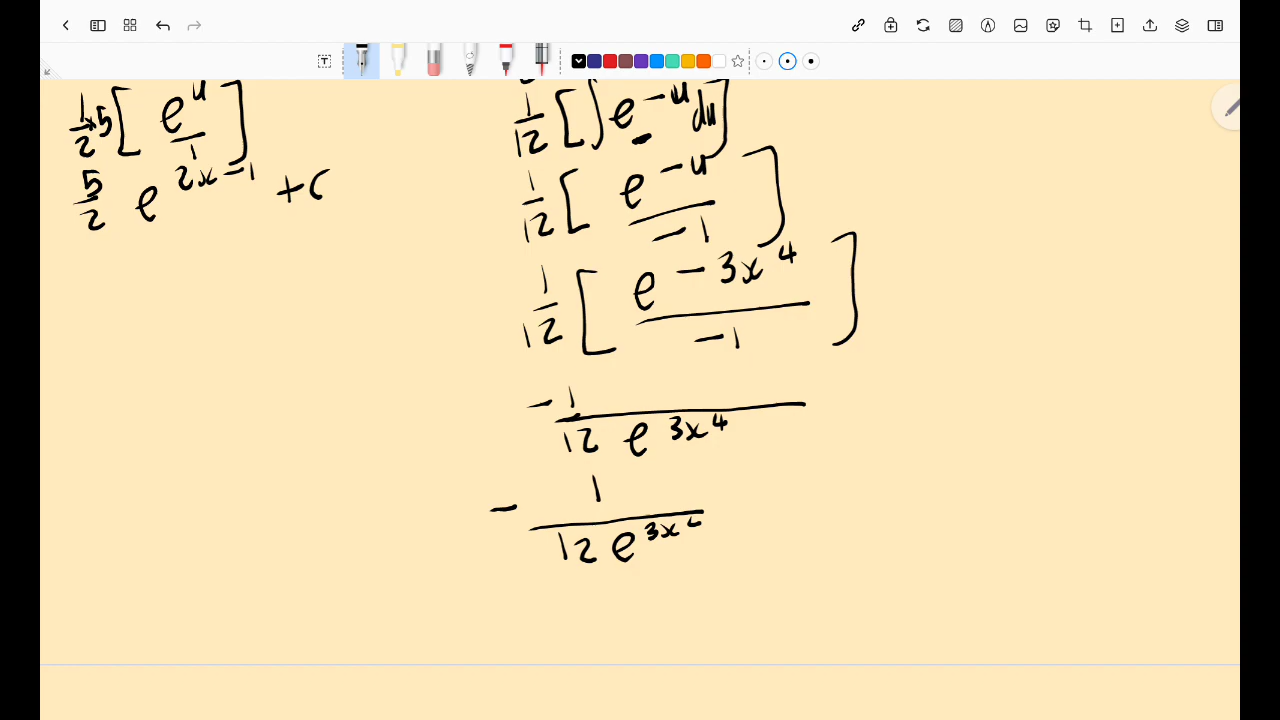 1/2 × 5 [ e^u / 1 ]
5/2 e^{2x-1} + C
1/12 [ ∫ e^{-u} du ]
1/12 [ e^{-u} / -1 ]
1/12 [ e^{-3x^4} / -1 ]
-1 / 12 e^{3x^4}
- 1 / 12 e^{3x^4}